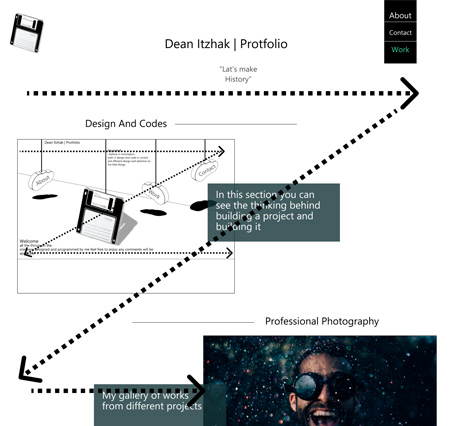 About
Dean Itzhak | Protfolio
Contact
Work
"Lat's make
History"
Design And Codes
Dean Itzhak | Protfolio
About
Contact
In this section you can
see the thinking behind
building a project and
building it
Welcome
Professional Photography
My gallery of works
from different projects